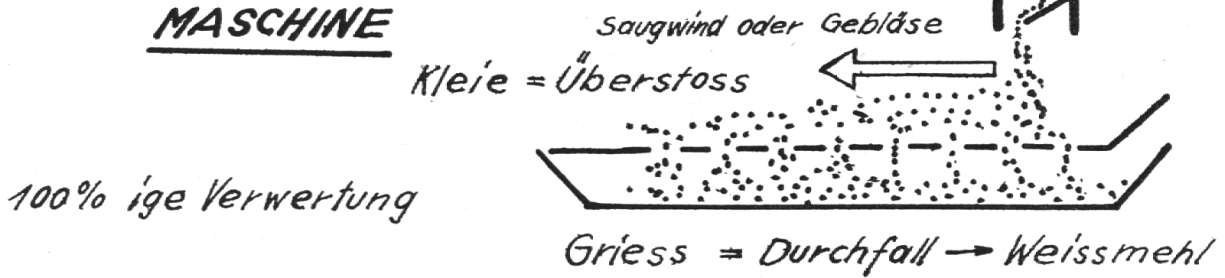 MASCHINE
Saugwind oder Gebläse
Kleie = Überstoss
100% ige Verwertung
Griess = Durchfall → Weissmehl